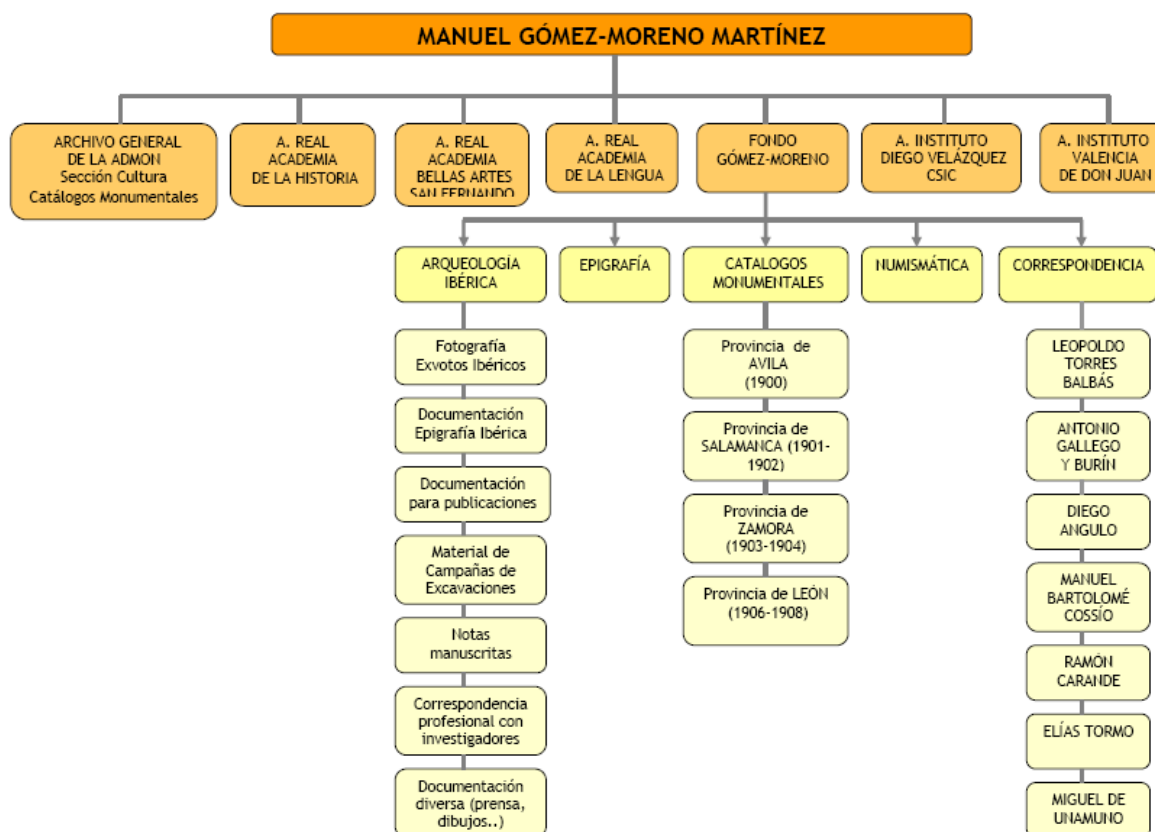 MANUEL GÓMEZ-MORENO MARTÍNEZ
ARCHIVO GENERAL
DE LA ADMON
Sección Cultura
Catálogos Monumentales
A. REAL
ACADEMIA
DE LA HISTORIA
A. REAL
ACADEMIA
BELLAS ARTES
SAN FERNANDO
A. REAL
ACADEMIA
DE LA LENGUA
FONDO
GÓMEZ-MORENO
A. INSTITUTO
DIEGO VELÁZQUEZ
CSIC
A. INSTITUTO
VALENCIA
DE DON JUAN
ARQUEOLOGÍA
IBÉRICA
EPIGRAFÍA
CATALOGOS
MONUMENTALES
NUMISMÁTICA
CORRESPONDENCIA
Fotografía
Exvotos Ibéricos
Documentación
Epigrafía Ibérica
Documentación
para publicaciones
Material de
Campañas de
Excavaciones
Notas
manuscritas
Correspondencia
profesional con
investigadores
Documentación
diversa (prensa,
dibujos..)
Provincia de
AVILA
(1900)
Provincia de
SALAMANCA (1901-
1902)
Provincia de
ZAMORA
(1903-1904)
Provincia de LEÓN
(1906-1908)
LEOPOLDO
TORRES
BALBÁS
ANTONIO
GALLEGO
Y BURÍN
DIEGO
ANGULO
MANUEL
BARTOLOMÉ
COSSÍO
RAMÓN
CARANDE
ELÍAS TORMO
MIGUEL DE
UNAMUNO